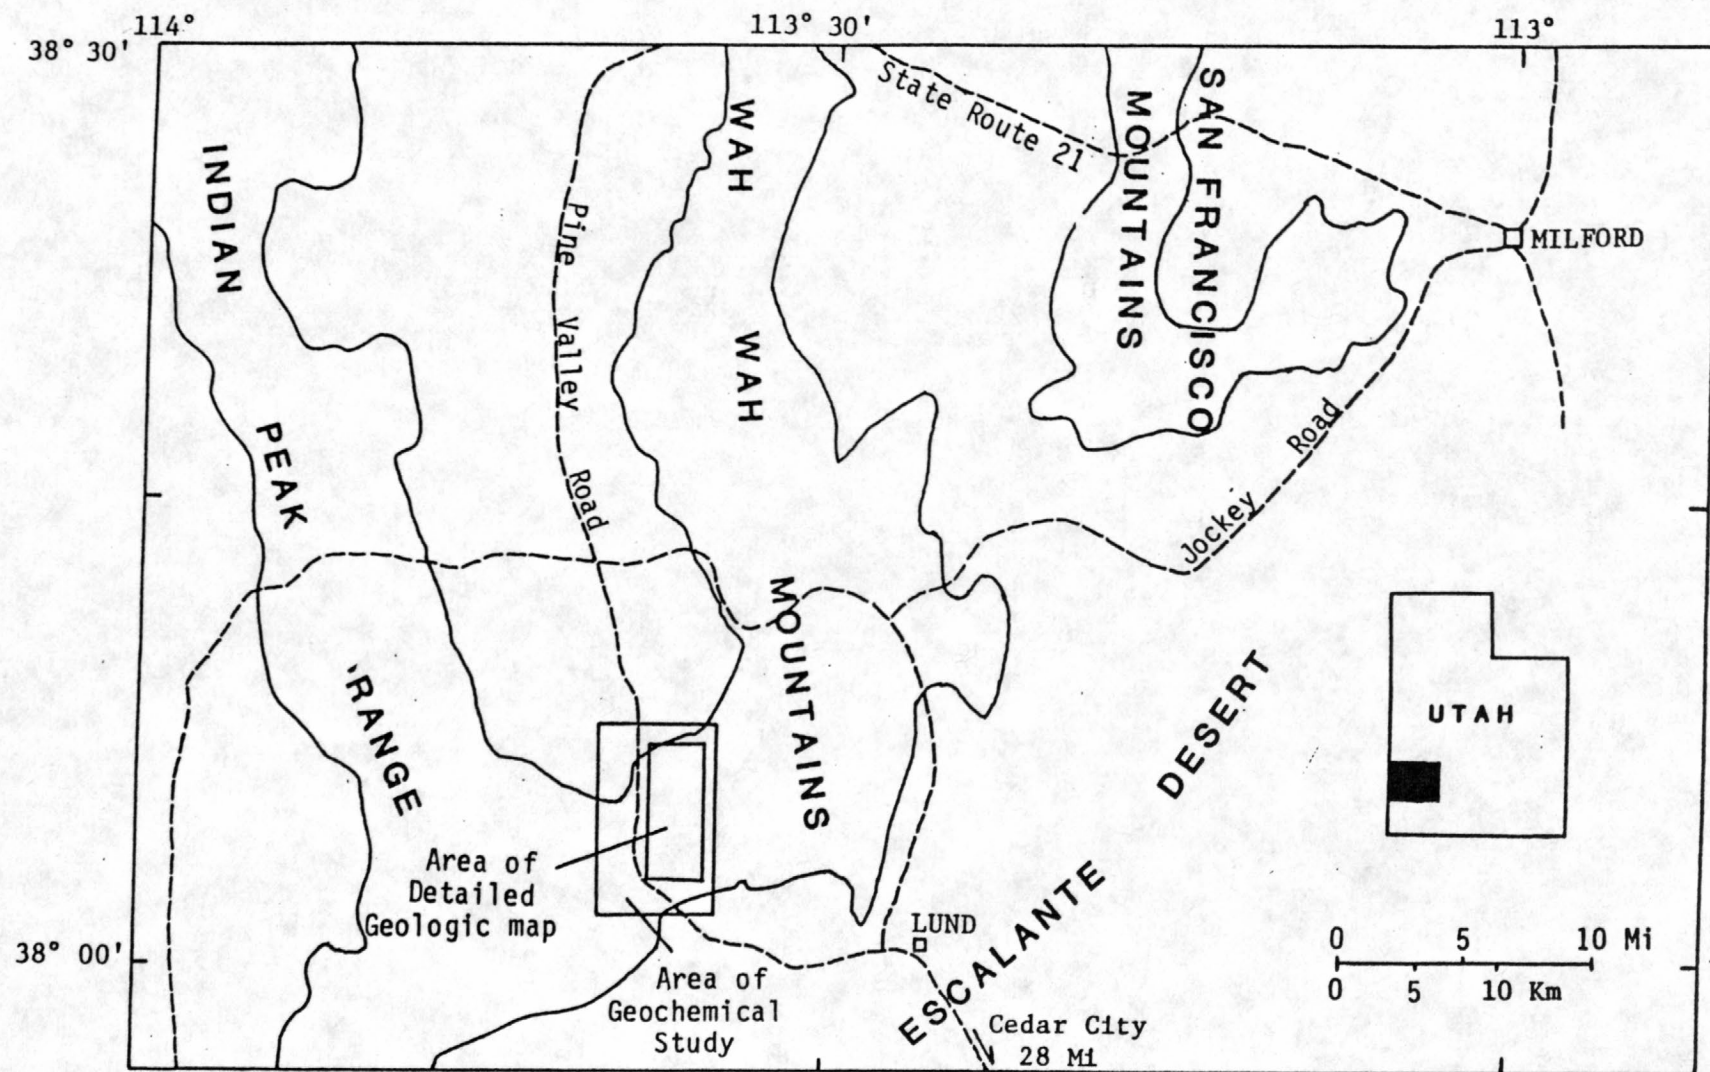 114°
113° 30'
113°
38° 30'
State Route 21
SAN FRANCISCO
MOUNTAINS
WAH
WAH
MOUNTAINS
INDIAN
PEAK
RANGE
Pine Valley Road
MILFORD
Jockey Road
UTAH
DESERT
ESCALANTE
Area of
Detailed
Geologic map
38° 00'
LUND
Area of
Geochemical
Study
Cedar City
28 Mi
0 5 10 Mi
0 5 10 Km